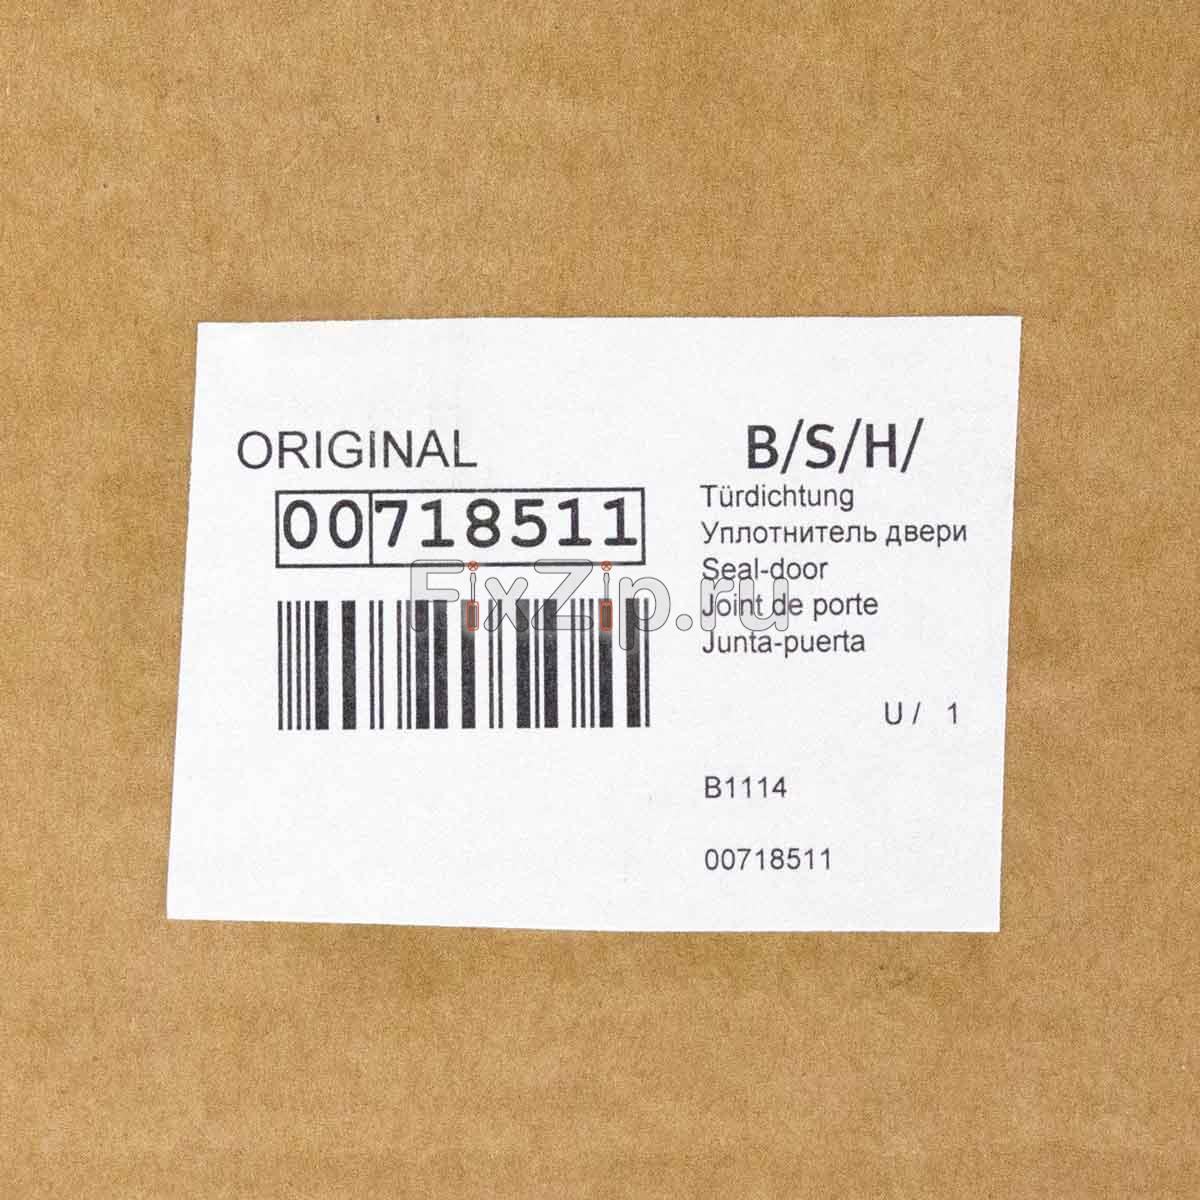 ORIGINAL
00718511
B/S/H/
Türdichtung
Уплотнитель двери
Seal-door
Joint de porte
Junta-puerta
U / 1
B1114
00718511
FixZip.ru